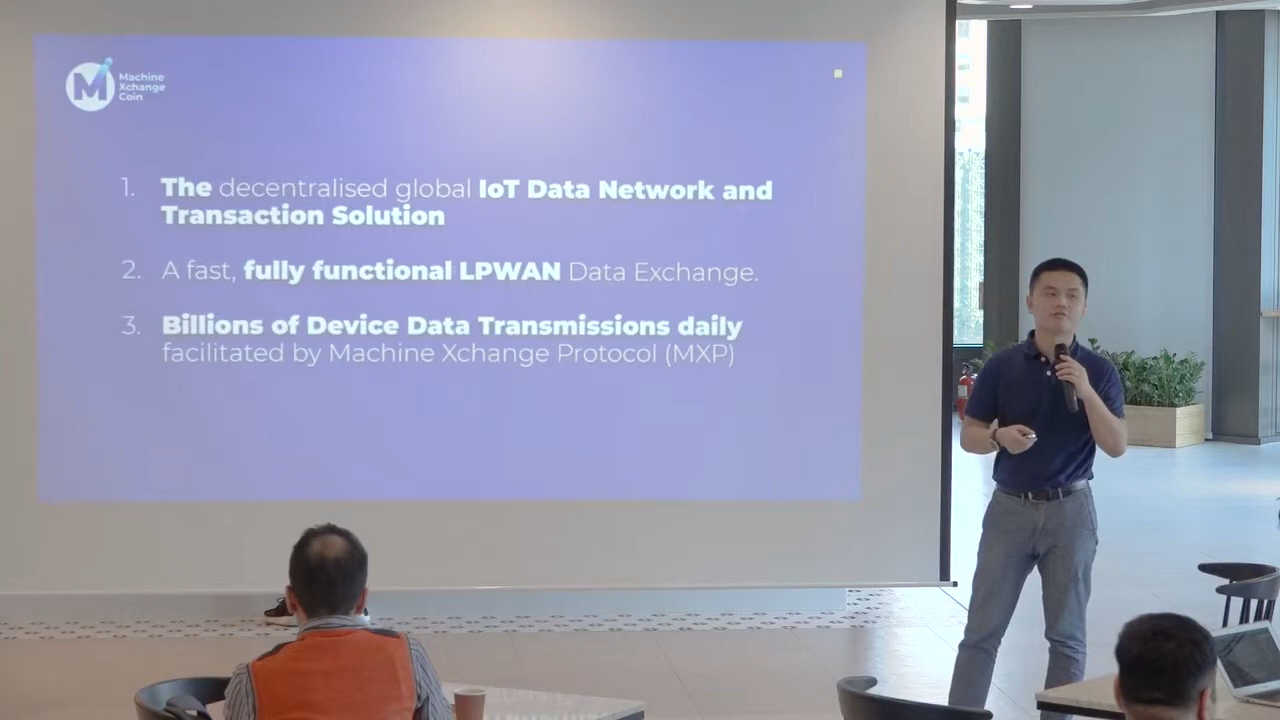 M
Machine
Xchange
Coin
1. The decentralised global IoT Data Network and
Transaction Solution
2. A fast, fully functional LPWAN Data Exchange.
3. Billions of Device Data Transmissions daily
facilitated by Machine Xchange Protocol (MXP)